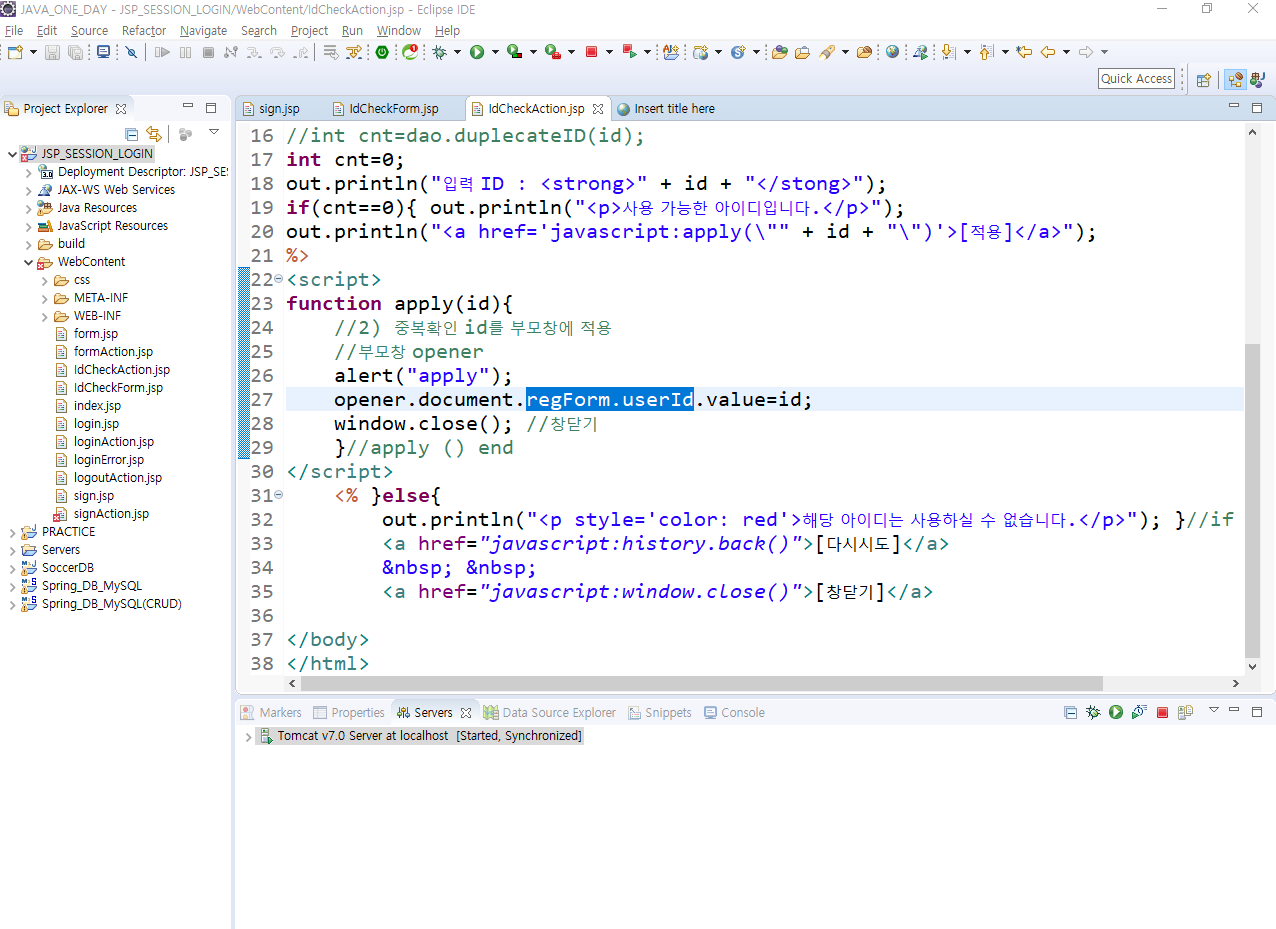 JAVA_ONE_DAY - JSP_SESSION_LOGIN/WebContent/IdCheckAction.jsp - Eclipse IDE
File Edit Source Refactor Navigate Search Project Run Window Help
Quick Access
Project Explorer
JSP_SESSION_LOGIN
Deployment Descriptor: JSP_SE
JAX-WS Web Services
Java Resources
JavaScript Resources
build
WebContent
css
META-INF
WEB-INF
form.jsp
formAction.jsp
IdCheckAction.jsp
IdCheckForm.jsp
index.jsp
login.jsp
loginAction.jsp
loginError.jsp
logoutAction.jsp
sign.jsp
signAction.jsp
PRACTICE
Servers
SoccerDB
Spring_DB_MySQL
Spring_DB_MySQL(CRUD)
sign.jsp IdCheckForm.jsp IdCheckAction.jsp Insert title here
16 //int cnt=dao.duplecateID(id);
17 int cnt=0;
18 out.println("입력 ID : <strong>" + id + "</stong>");
19 if(cnt==0){ out.println("<p>사용 가능한 아이디입니다.</p>");
20 out.println("<a href='javascript:apply(\"" + id + "\")'>[적용]</a>");
21 %>
22 <script>
23 function apply(id){
24 //2) 중복확인 id를 부모창에 적용
25 //부모창 opener
26 alert("apply");
27 opener.document.regForm.userId.value=id;
28 window.close(); //창닫기
29 }//apply () end
30 </script>
31 <% }else{
32 out.println("<p style='color: red'>해당 아이디는 사용하실 수 없습니다.</p>"); }//if
33 <a href="javascript:history.back()">[다시시도]</a>
34 &nbsp; &nbsp;
35 <a href="javascript:window.close()">[창닫기]</a>
36
37 </body>
38 </html>
Markers Properties Servers Data Source Explorer Snippets Console
Tomcat v7.0 Server at localhost [Started, Synchronized]